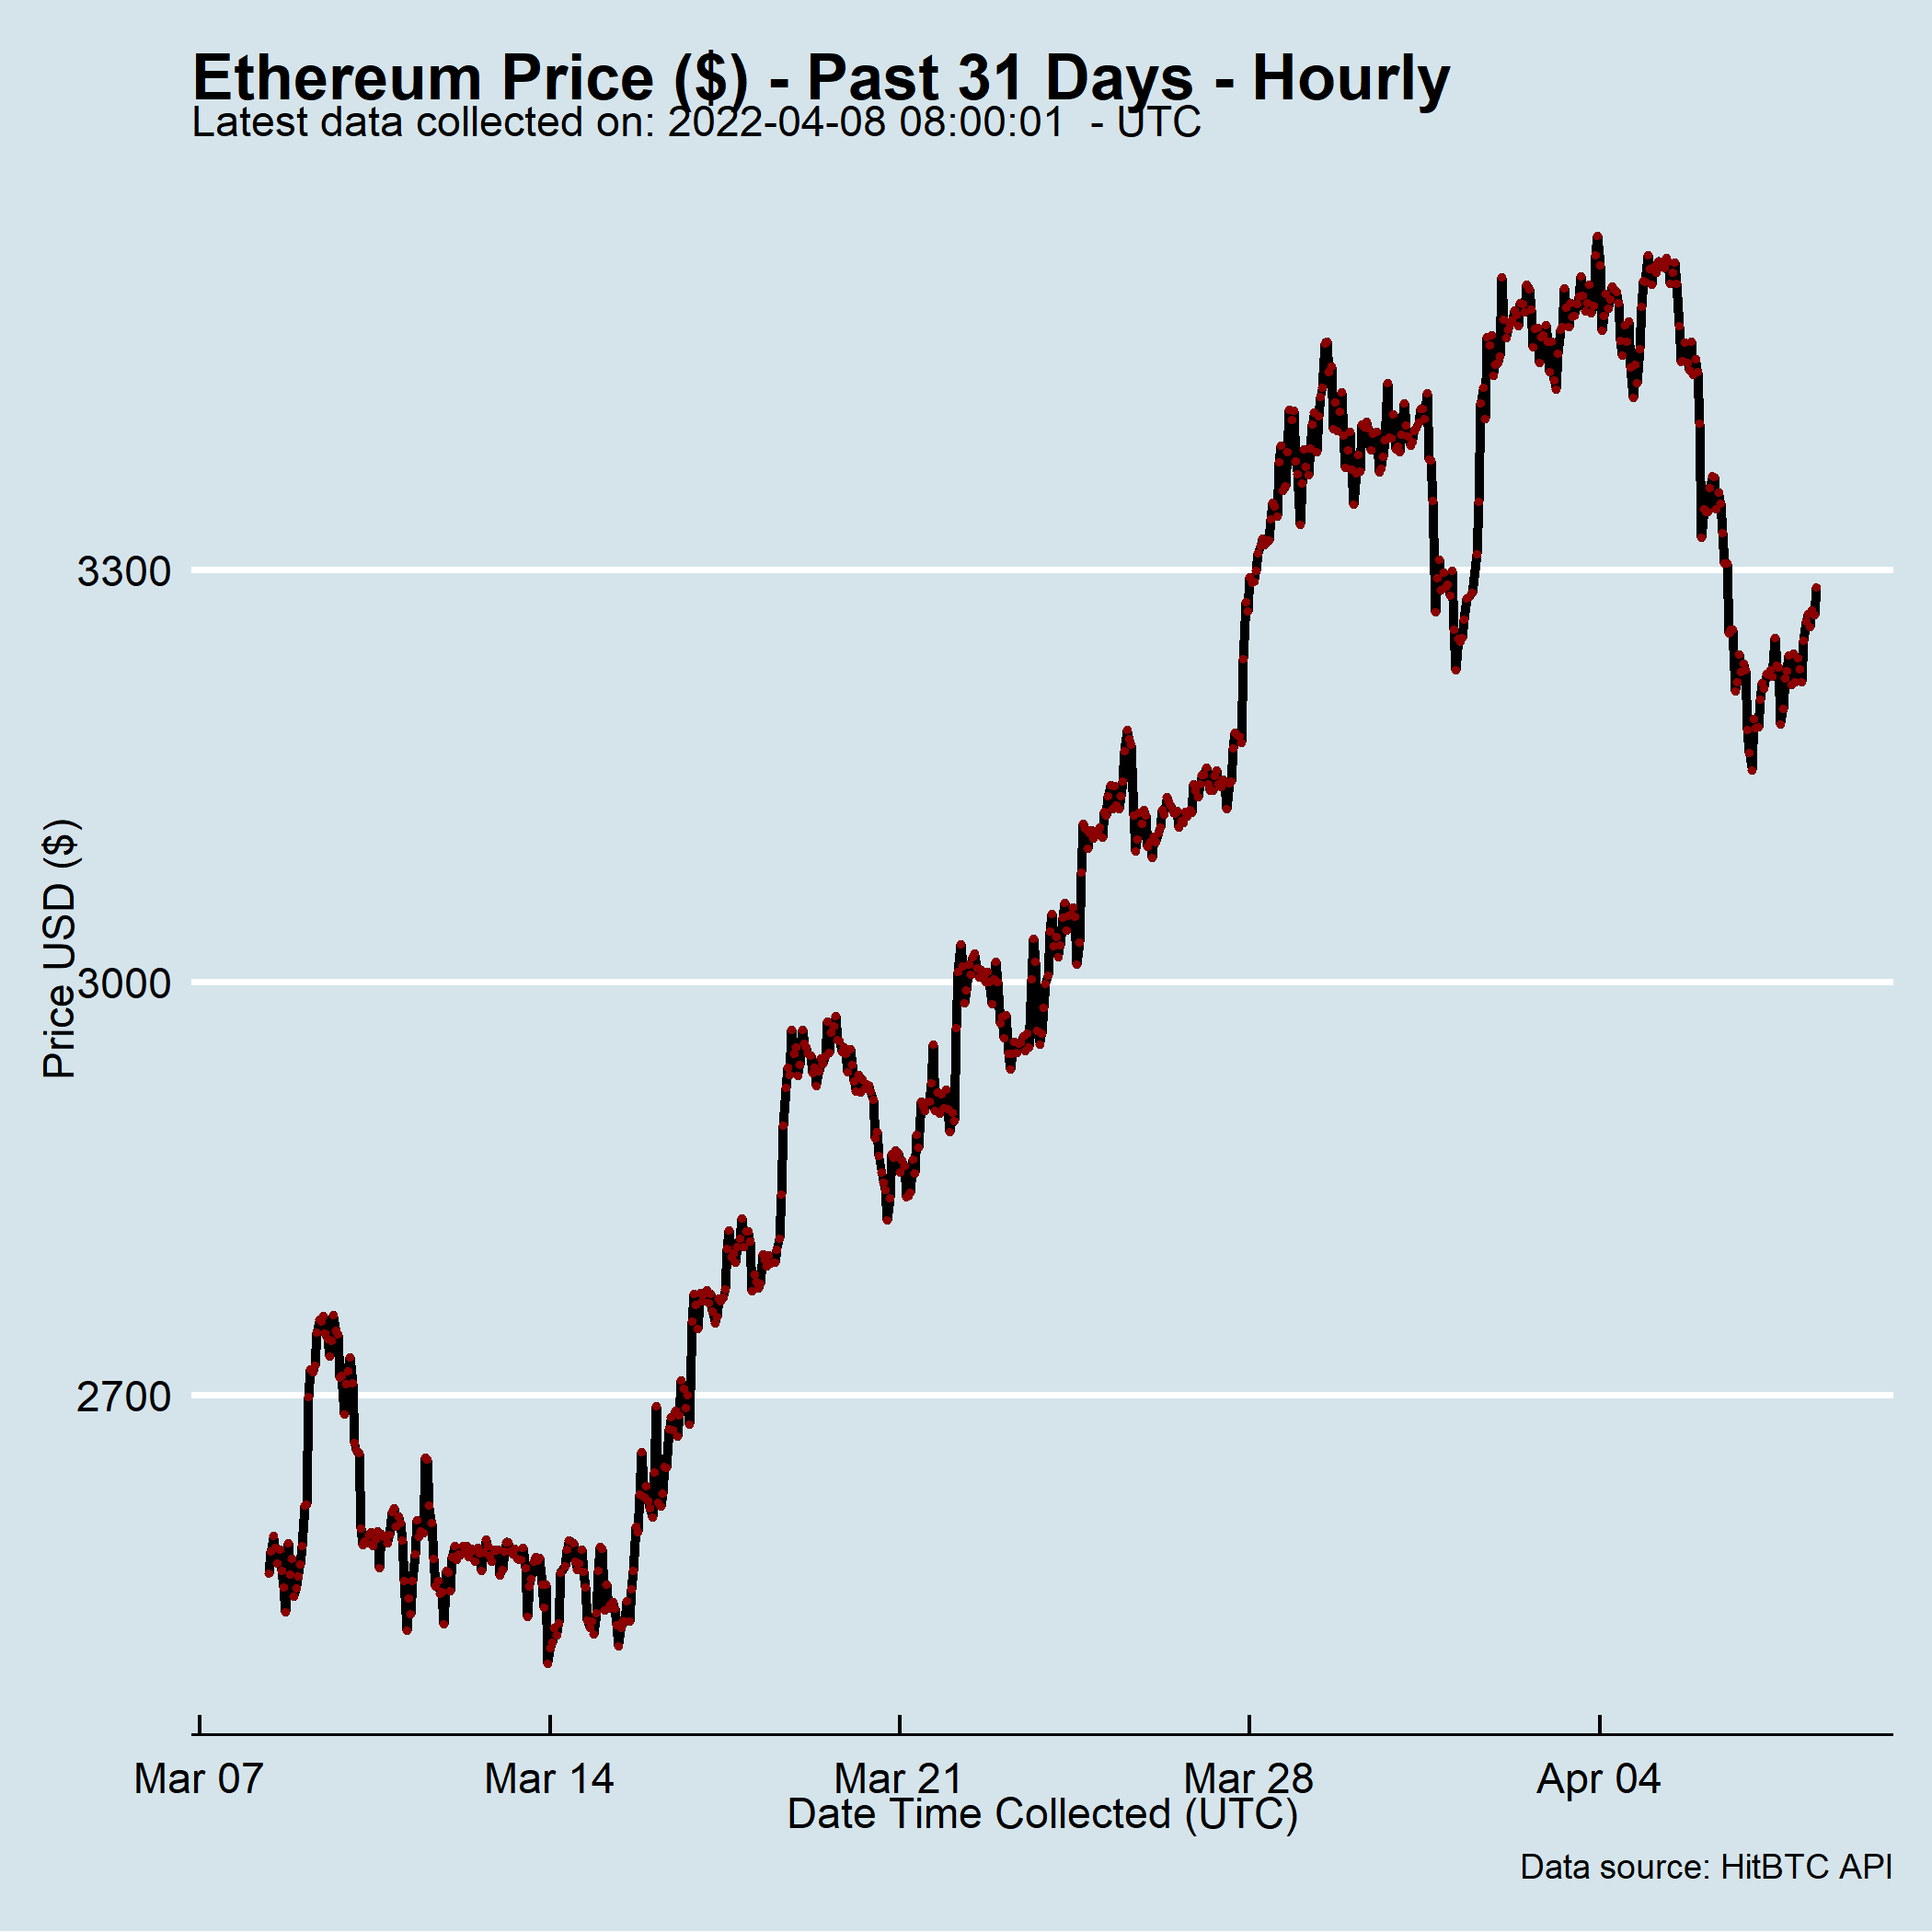 Ethereum Price ($) - Past 31 Days - Hourly
Latest data collected on: 2022-04-08 08:00:01  - UTC
Price USD ($)
3300
3000
2700
Mar 07
Mar 14
Mar 21
Mar 28
Apr 04
Date Time Collected (UTC)
Data source: HitBTC API